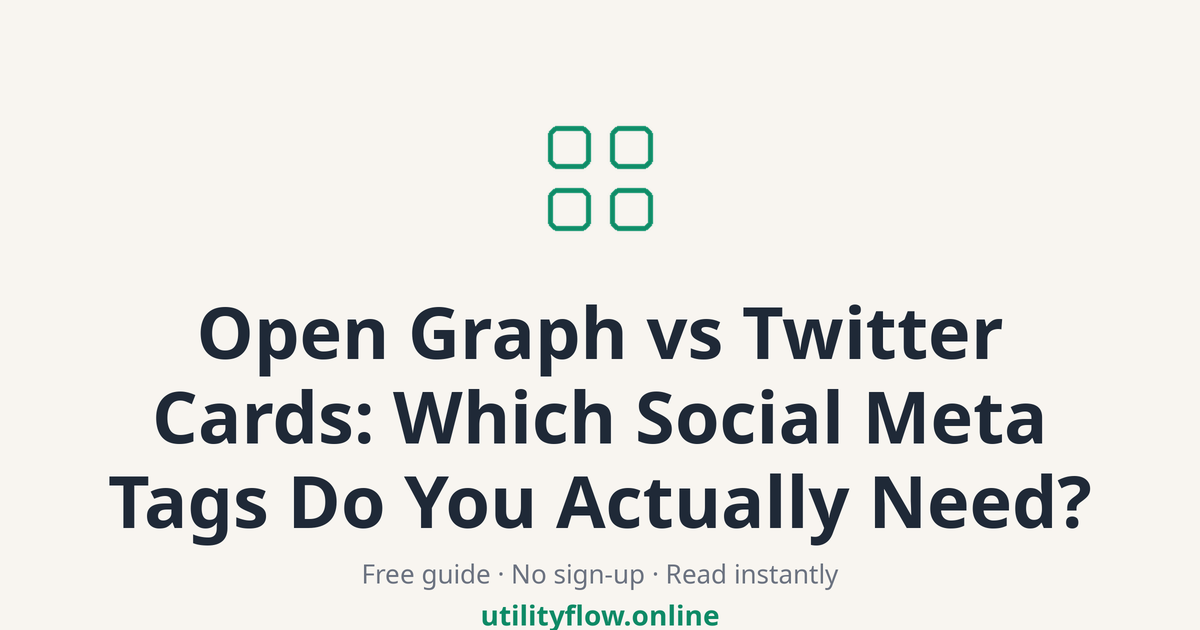 Open Graph vs Twitter
Cards: Which Social Meta
Tags Do You Actually Need?
Free guide · No sign-up · Read instantly
utilityflow.online